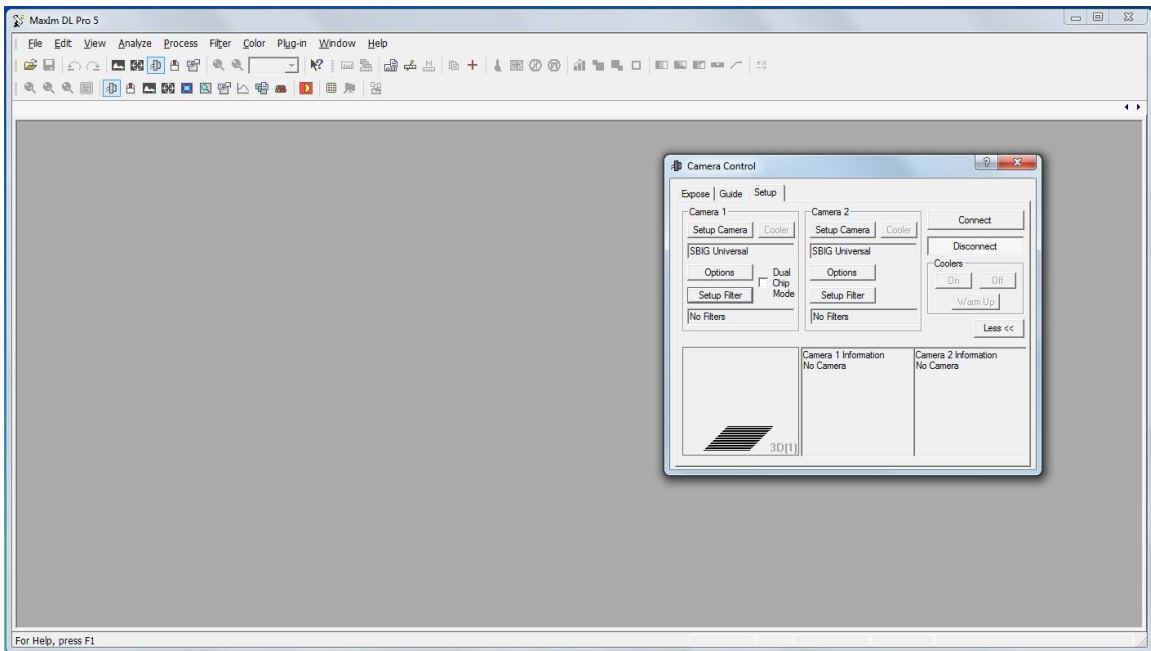 MaxIm DL Pro 5
File Edit View Analyze Process Filter Color Plug-in Window Help
Camera Control
Expose Guide Setup
Camera 1
Setup Camera Cooler
SBIG Universal
Options
Dual
Chip
Mode
Setup Filter
No Filters
Camera 2
Setup Camera Cooler
SBIG Universal
Options
Setup Filter
No Filters
Connect
Disconnect
Coolers
On Off
Warm Up
Less <<
3D[1]
Camera 1 Information
No Camera
Camera 2 Information
No Camera
For Help, press F1